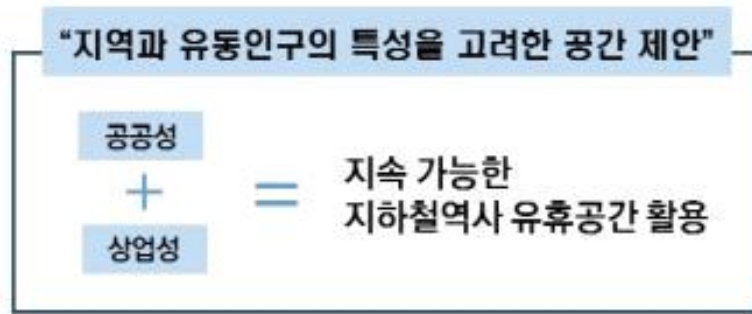 “지역과 유동인구의 특성을 고려한 공간 제안”
공공성
+
상업성
=
지속 가능한
지하철역사 유휴공간 활용